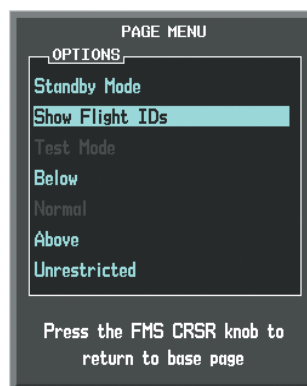 PAGE MENU
OPTIONS
Standby Mode
Show Flight IDs
Test Mode
Below
Normal
Above
Unrestricted
Press the FMS CRSR knob to
return to base page